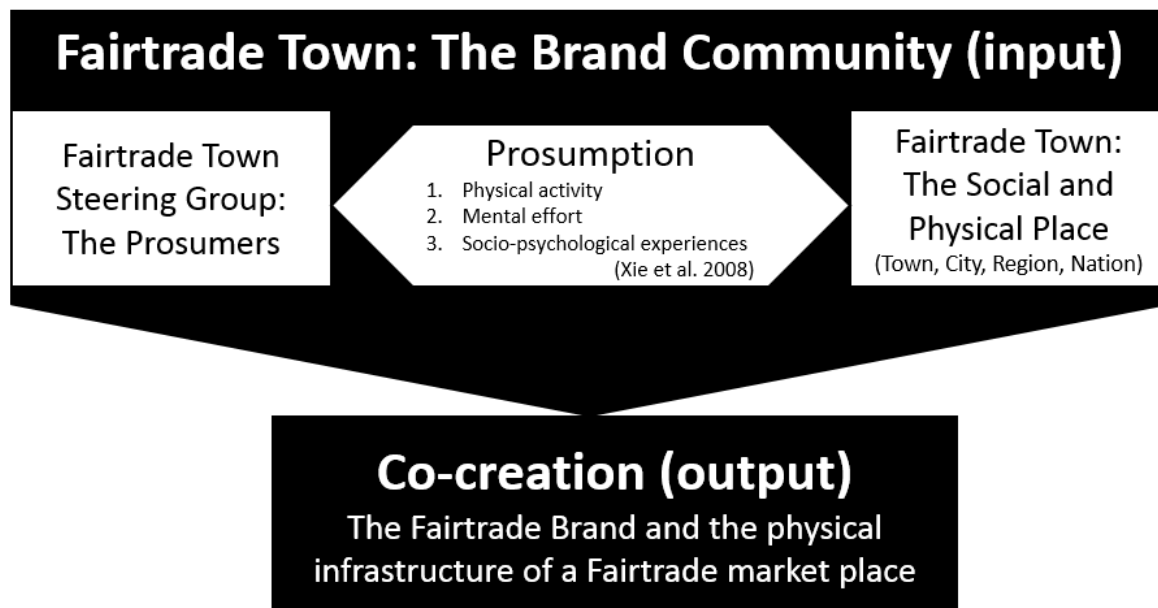 Fairtrade Town: The Brand Community (input)
Fairtrade Town
Steering Group:
The Prosumers
Prosumption
1. Physical activity
2. Mental effort
3. Socio-psychological experiences
(Xie et al. 2008)
Fairtrade Town:
The Social and
Physical Place
(Town, City, Region, Nation)
Co-creation (output)
The Fairtrade Brand and the physical
infrastructure of a Fairtrade market place